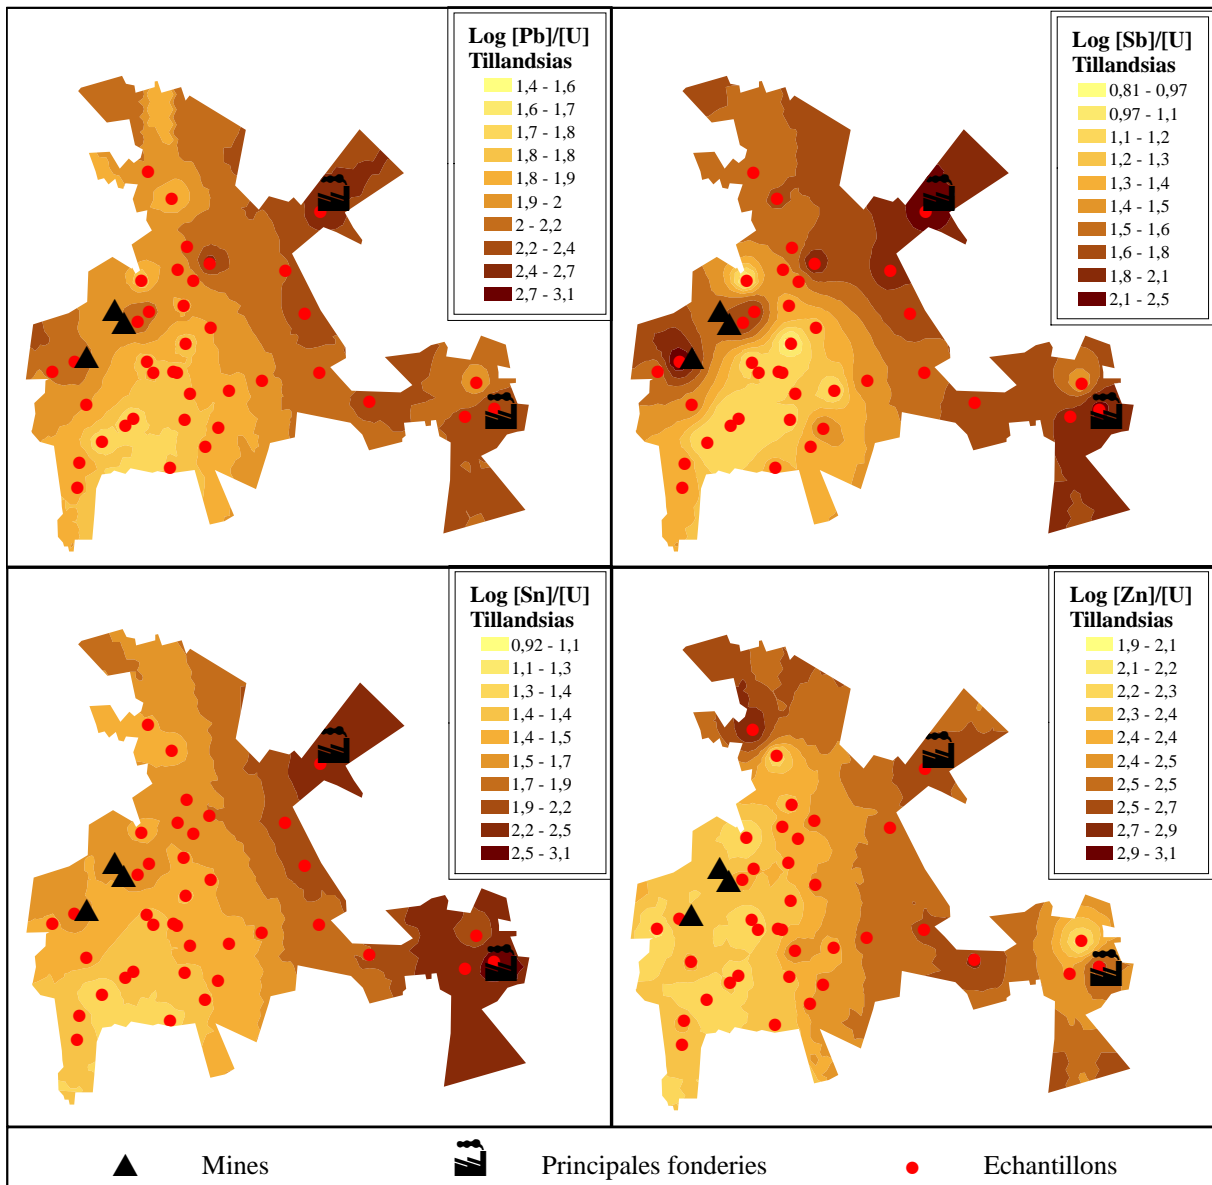 Log [Pb]/[U]
Tillandsias
1,4 - 1,6
1,6 - 1,7
1,7 - 1,8
1,8 - 1,8
1,8 - 1,9
1,9 - 2
2 - 2,2
2,2 - 2,4
2,4 - 2,7
2,7 - 3,1
Log [Sb]/[U]
Tillandsias
0,81 - 0,97
0,97 - 1,1
1,1 - 1,2
1,2 - 1,3
1,3 - 1,4
1,4 - 1,5
1,5 - 1,6
1,6 - 1,8
1,8 - 2,1
2,1 - 2,5
Log [Sn]/[U]
Tillandsias
0,92 - 1,1
1,1 - 1,3
1,3 - 1,4
1,4 - 1,4
1,4 - 1,5
1,5 - 1,7
1,7 - 1,9
1,9 - 2,2
2,2 - 2,5
2,5 - 3,1
Log [Zn]/[U]
Tillandsias
1,9 - 2,1
2,1 - 2,2
2,2 - 2,3
2,3 - 2,4
2,4 - 2,4
2,4 - 2,5
2,5 - 2,5
2,5 - 2,7
2,7 - 2,9
2,9 - 3,1
Mines
Principales fonderies
Echantillons